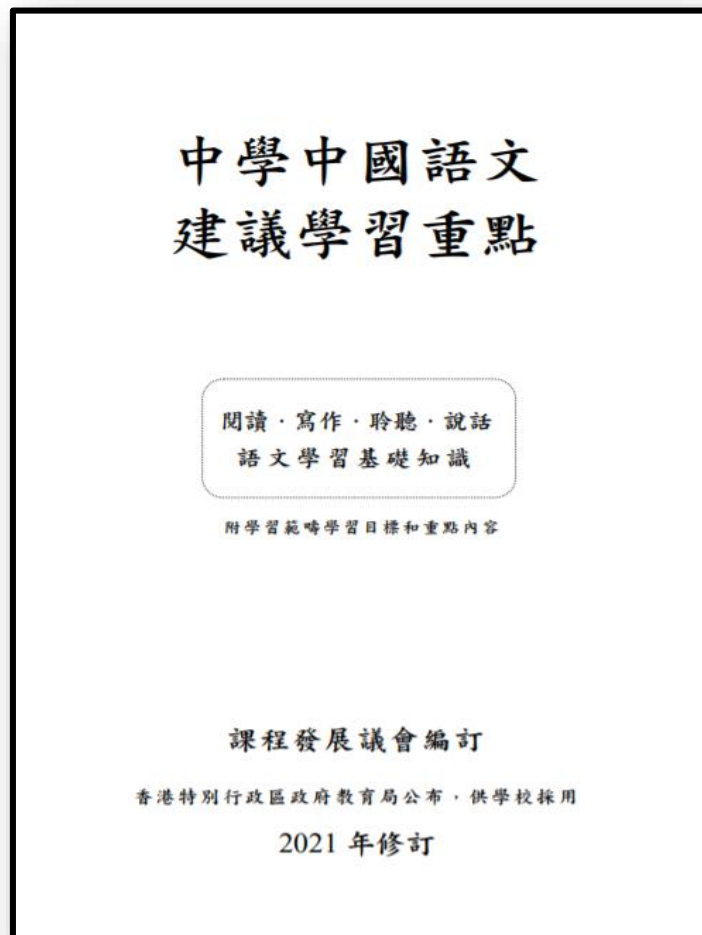 中學中國語文
建議學習重點
閱讀‧寫作‧聆聽‧說話
語文學習基礎知識
附學習範疇學習目標和重點內容
課程發展議會編訂
香港特別行政區政府教育局公布‧供學校採用
2021 年修訂